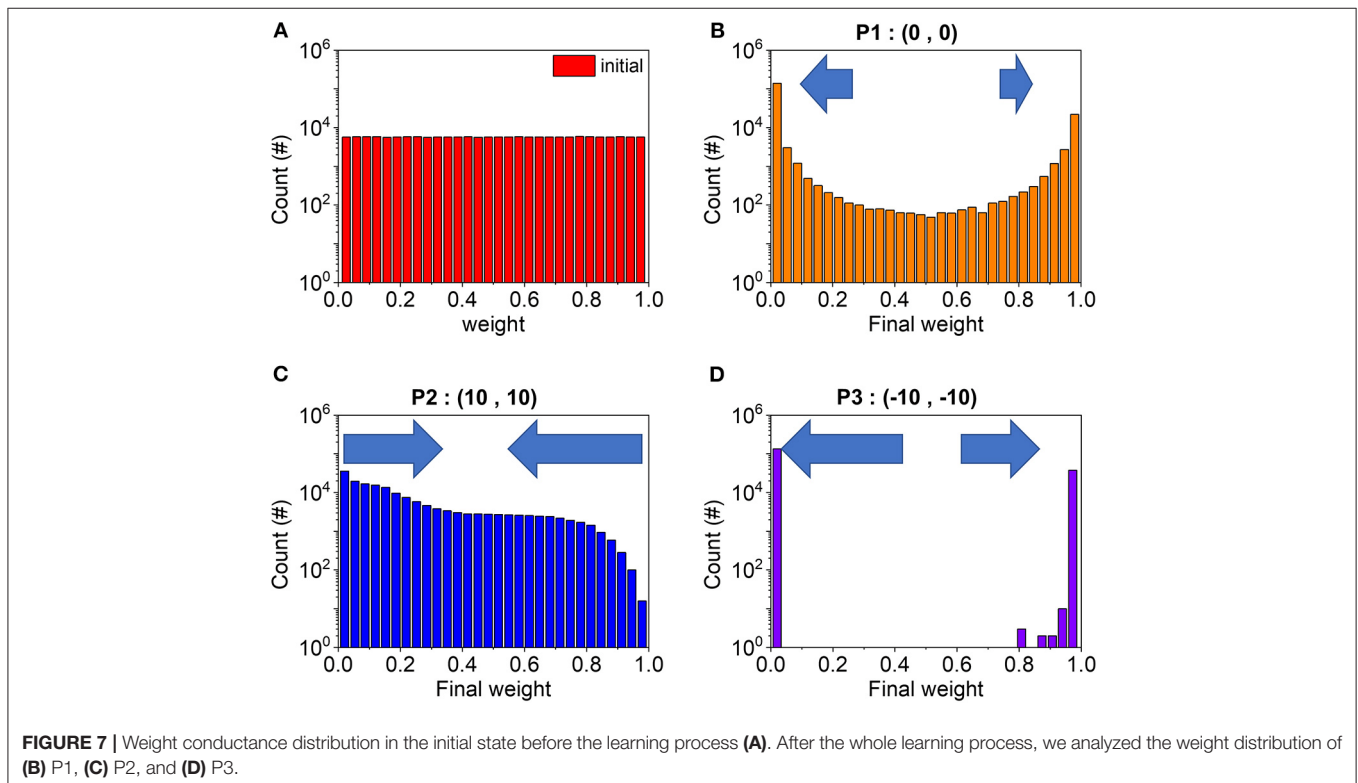 A
10^6
10^4
10^2
10^0
Count (#)
initial
0.0 0.2 0.4 0.6 0.8 1.0
weight
B
P1 : (0 , 0)
10^6
10^4
10^2
10^0
Count (#)
0.0 0.2 0.4 0.6 0.8 1.0
Final weight
C
P2 : (10 , 10)
10^6
10^4
10^2
10^0
Count (#)
0.0 0.2 0.4 0.6 0.8 1.0
Final weight
D
P3 : (-10 , -10)
10^6
10^4
10^2
10^0
Count (#)
0.0 0.2 0.4 0.6 0.8 1.0
Final weight
FIGURE 7 | Weight conductance distribution in the initial state before the learning process (A). After the whole learning process, we analyzed the weight distribution of
(B) P1, (C) P2, and (D) P3.